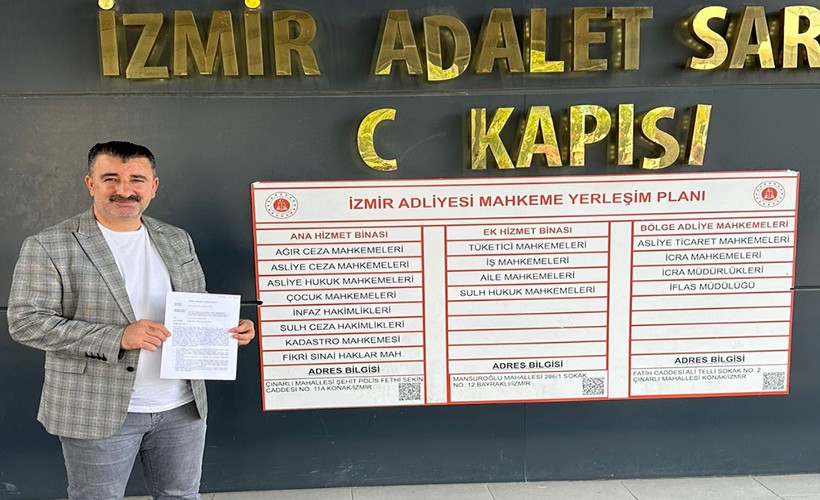 İZMİR ADALET SAR
C KAPISI
İZMİR ADLİYESİ MAHKEME YERLEŞİM PLANI
ANA HİZMET BİNASI
AĞIR CEZA MAHKEMELERİ
ASLİYE CEZA MAHKEMELERİ
ASLİYE HUKUK MAHKEMELERİ
ÇOCUK MAHKEMELERİ
İNFAZ HAKİMLİKLERİ
SULH CEZA HAKİMLİKLERİ
KADASTRO MAHKEMESİ
FİKRİ SINAİ HAKLAR MAH.
ADRES BİLGİSİ
ÇINARLI MAHALLESİ ŞEHİT POLİS FETHİ SEKİN
CADDESİ NO. 11A KONAK/İZMİR
EK HİZMET BİNASI
TÜKETİCİ MAHKEMELERİ
İŞ MAHKEMELERİ
AİLE MAHKEMELERİ
SULH HUKUK MAHKEMELERİ
ADRES BİLGİSİ
MANSUROĞLU MAHALLESİ 286/1 SOKAK
NO. 12 BAYRAKLI/İZMİR
BÖLGE ADLİYE MAHKEMELERİ
ASLİYE TİCARET MAHKEMELERİ
İCRA MAHKEMELERİ
İCRA MÜDÜRLÜKLERİ
İFLAS MÜDÜLÜĞÜ
ADRES BİLGİSİ
FATİH CADDESİ ALİ TELLİ SOKAK NO. 2
ÇINARLI MAHALLESİ KONAK/İZMİR